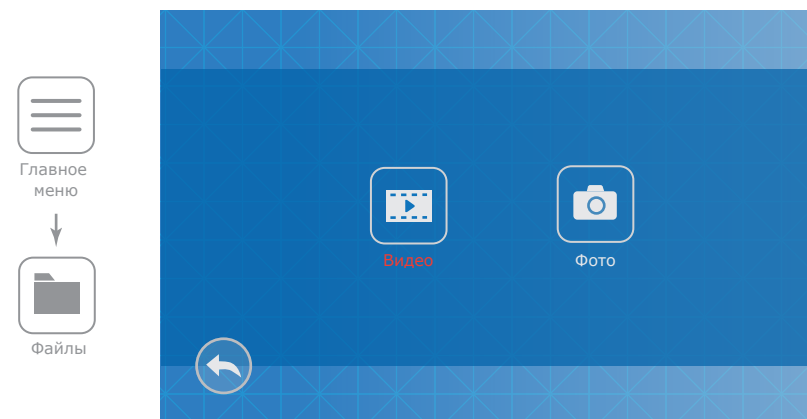 Главное
меню
Файлы
Видео
Фото